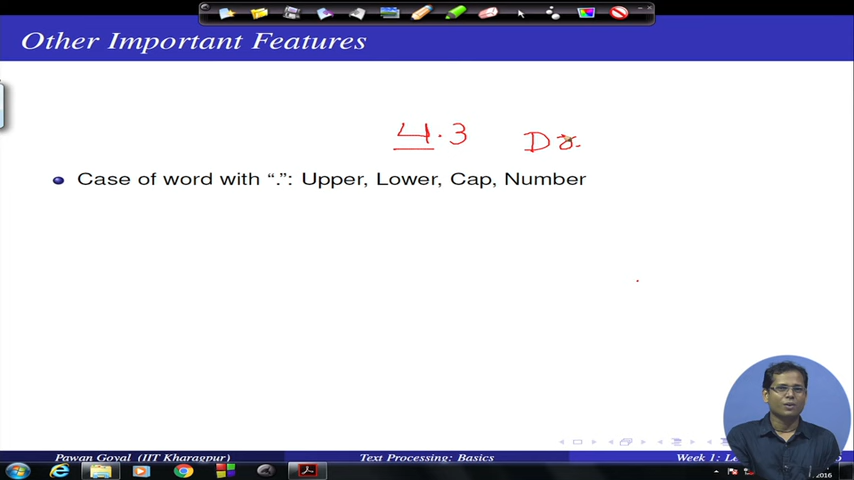 Other Important Features
4.3 Dr.
Case of word with “.”: Upper, Lower, Cap, Number
Pawan Goyal (IIT Kharagpur) Text Processing: Basics Week 1:
2016